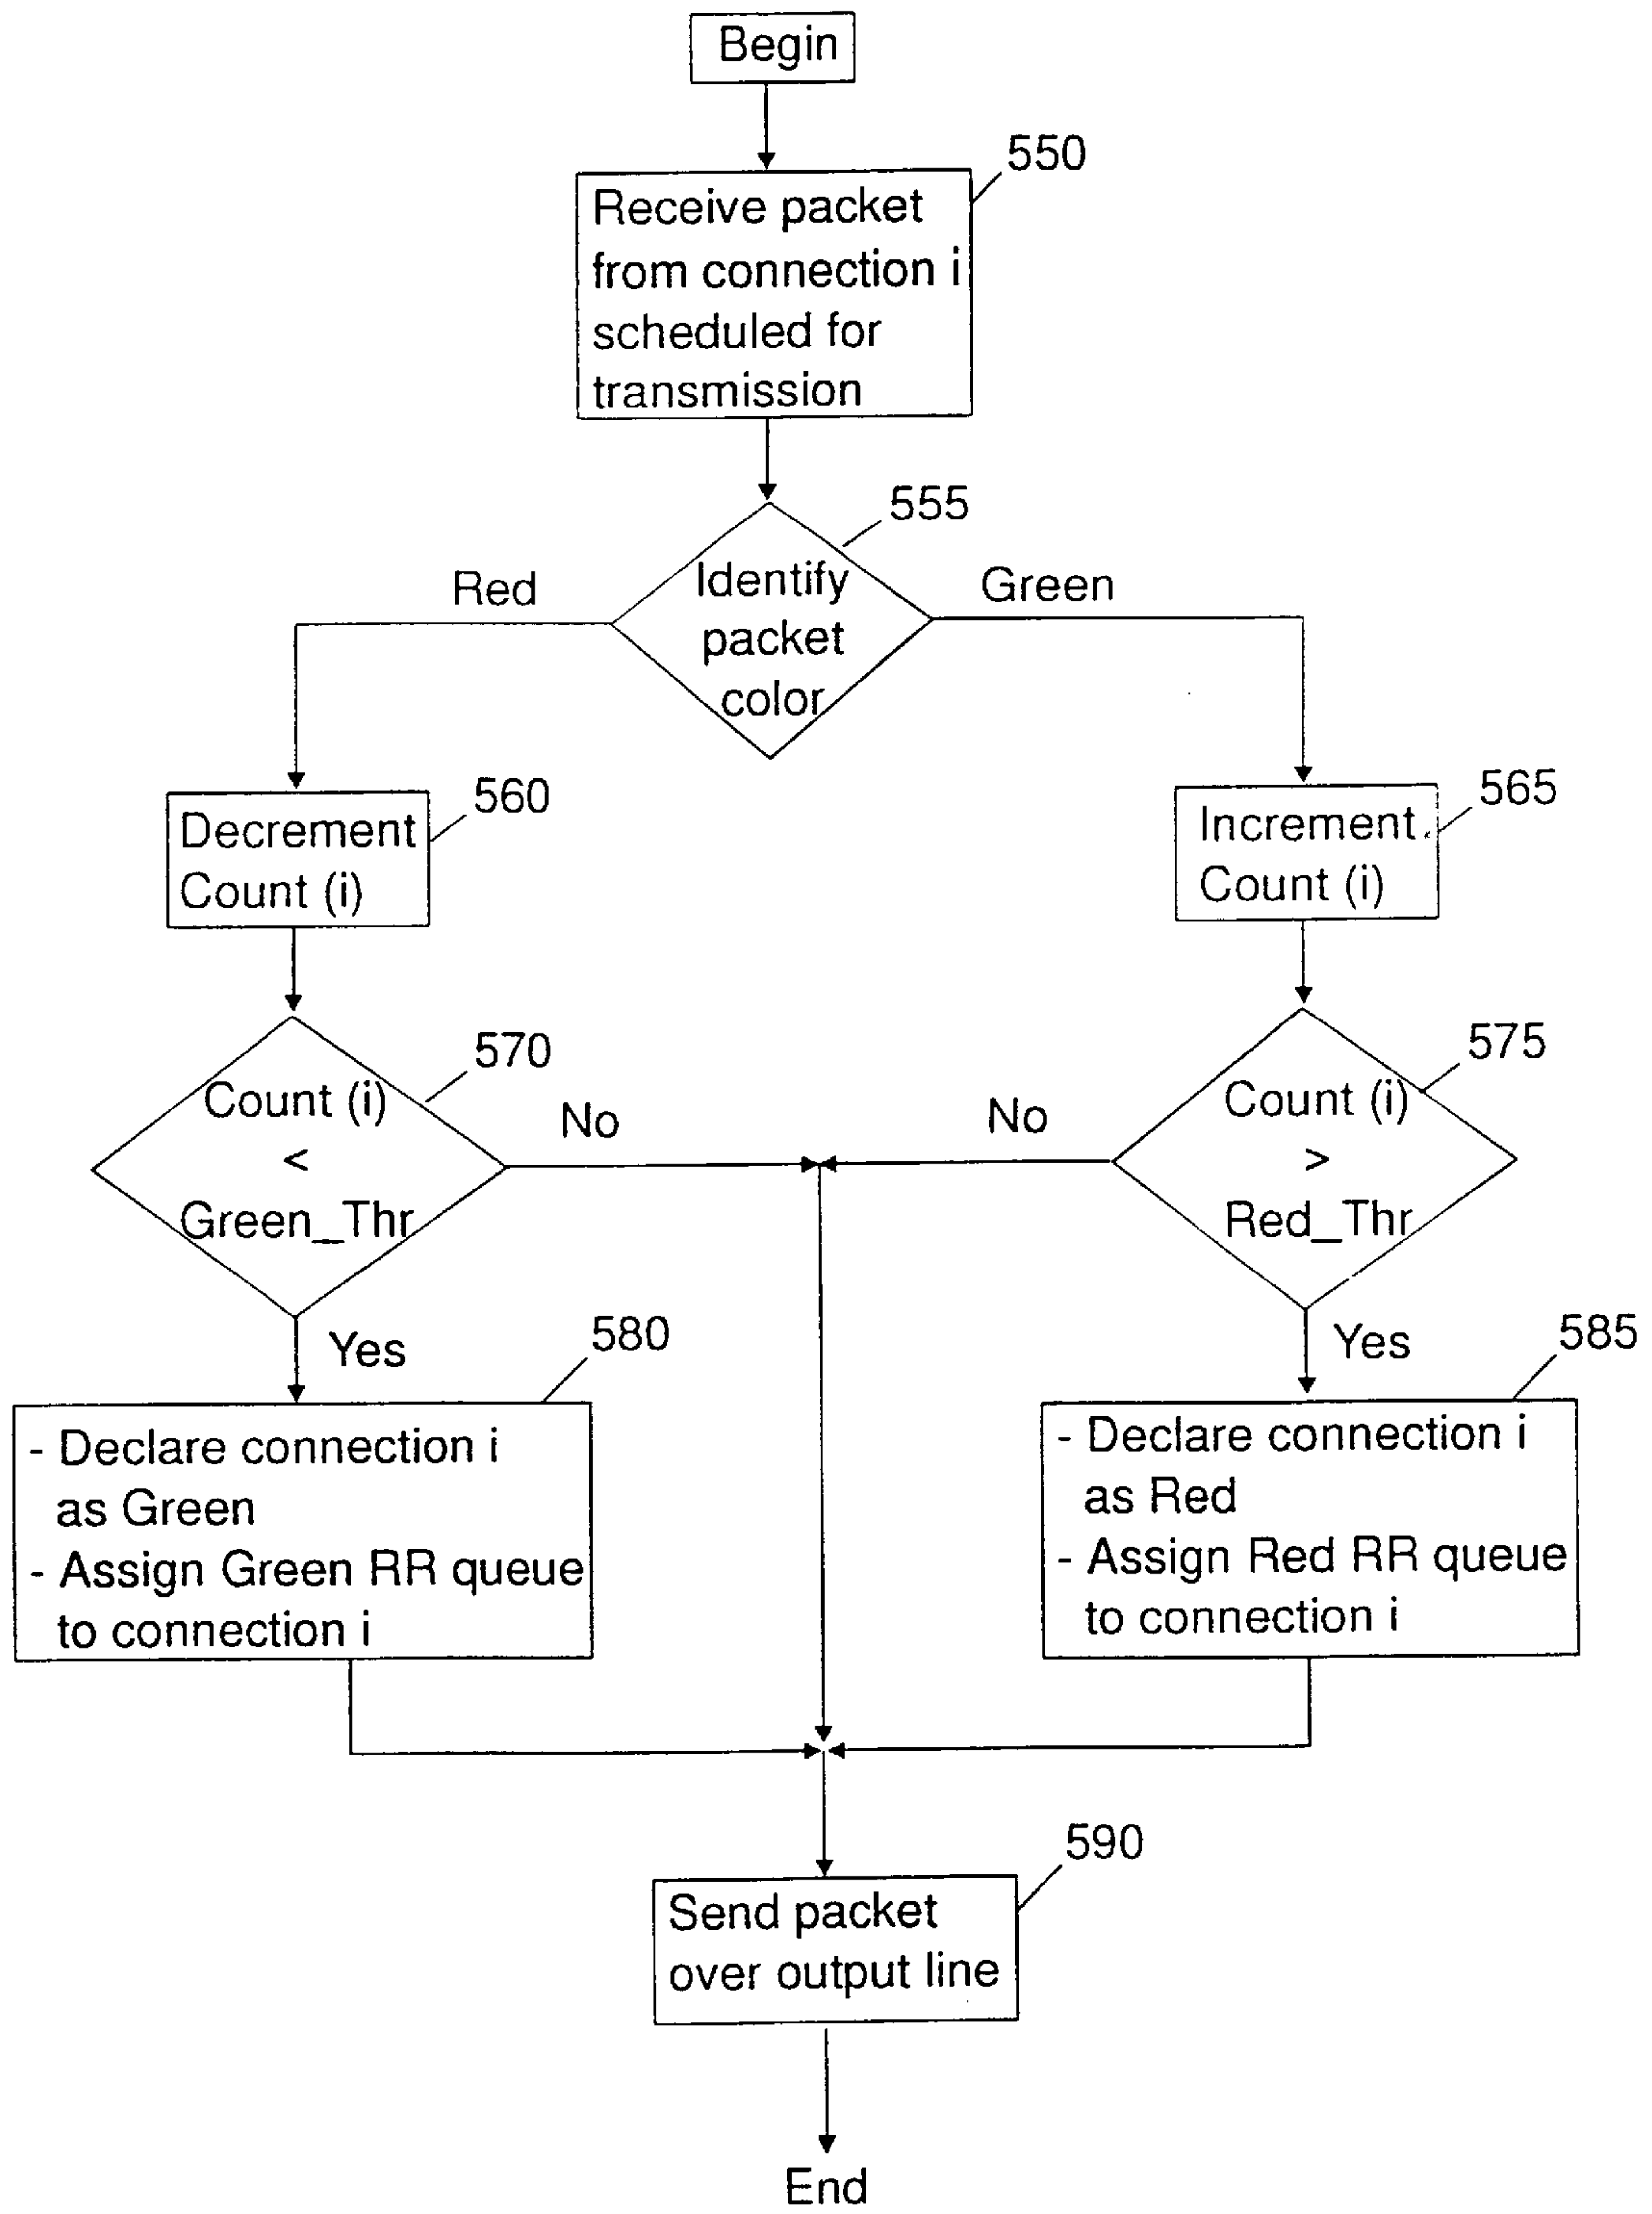 Begin
550
Receive packet
from connection i
scheduled for
transmission
555
Red
Identify
packet
color
Green
560
Decrement
Count (i)
565
Increment
Count (i)
570
Count (i)
<
Green_Thr
No
No
575
Count (i)
>
Red_Thr
Yes
580
- Declare connection i
as Green
- Assign Green RR queue
to connection i
Yes
585
- Declare connection i
as Red
- Assign Red RR queue
to connection i
590
Send packet
over output line
End